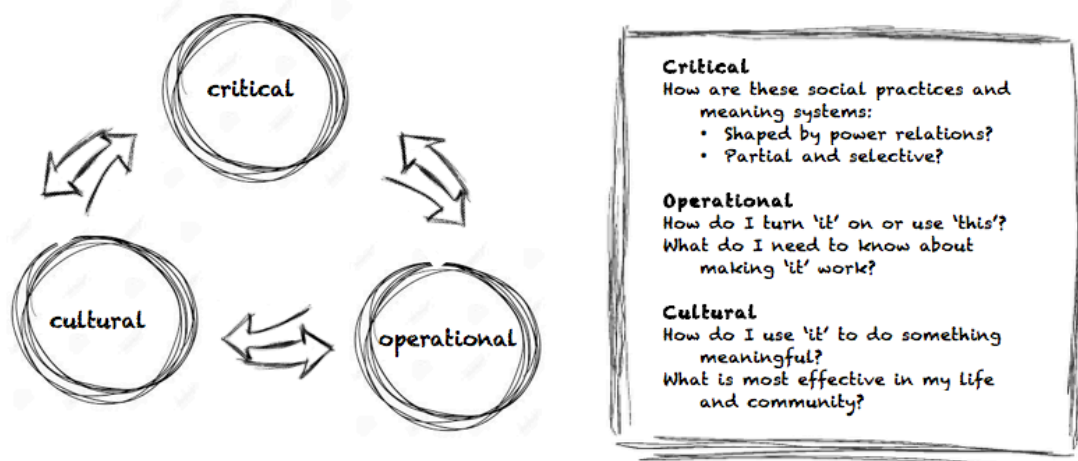 critical
cultural
operational
Critical
How are these social practices and
meaning systems:
• Shaped by power relations?
• Partial and selective?
Operational
How do I turn 'it' on or use 'this'?
What do I need to know about
making 'it' work?
Cultural
How do I use 'it' to do something
meaningful?
What is most effective in my life
and community?